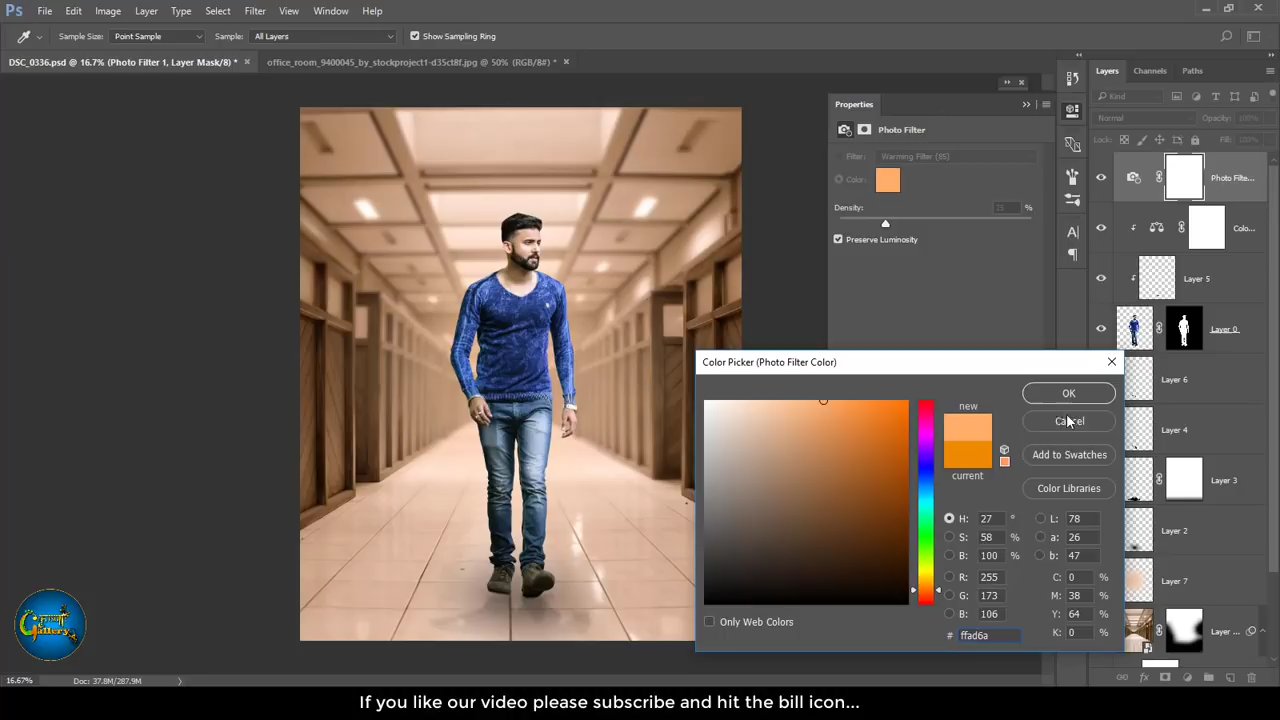 Ps File Edit Image Layer Type Select Filter View Window Help
Sample Size: Point Sample Sample: All Layers Show Sampling Ring
DSC_0336.psd @ 16.7% (Photo Filter 1, Layer Mask/8) * × office_room_9400045_by_stockproject1-d35ct8f.jpg @ 50% (RGB/8#) * ×
Layers Channels Paths
Properties
Kind
Photo Filter
Normal Opacity: 100%
Lock: Fill: 100%
Filter: Warming Filter (85)
Color:
Photo Filte...
Density: 25 %
Colo...
Preserve Luminosity
Layer 5
Layer 0
Color Picker (Photo Filter Color)
Layer 6
OK
new
Cancel
Layer 4
Add to Swatches
current
Color Libraries
Layer 3
H: 27 ° L: 78
S: 58 % a: 26
Layer 2
B: 100 % b: 47
R: 255 C: 0 %
Layer 7
G: 173 M: 38 %
B: 106 Y: 64 %
Only Web Colors
# ffad6a K: 0 %
Layer ...
Gallery
16.67% Doc: 37.8M/287.9M
If you like our video please subscribe and hit the bill icon...